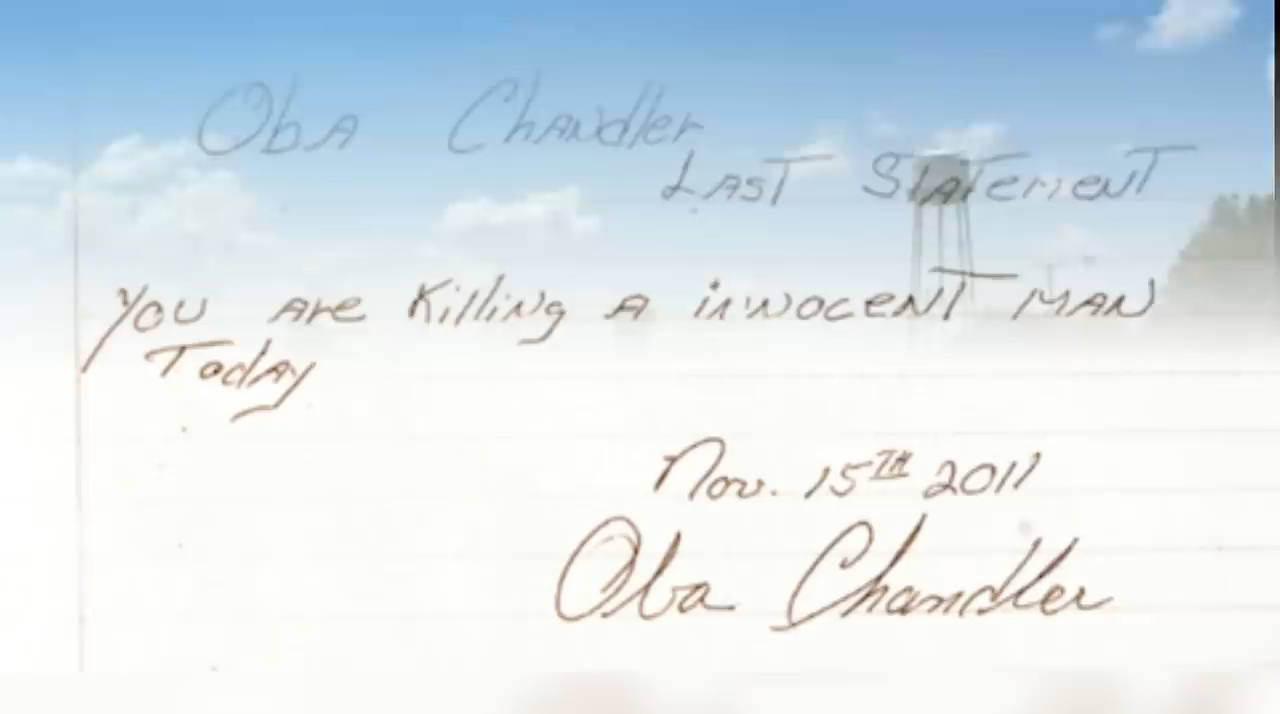 Oba Chandler
Last Statement
You are Killing a innocent man
Today
Nov. 15TH 2011
Oba Chandler